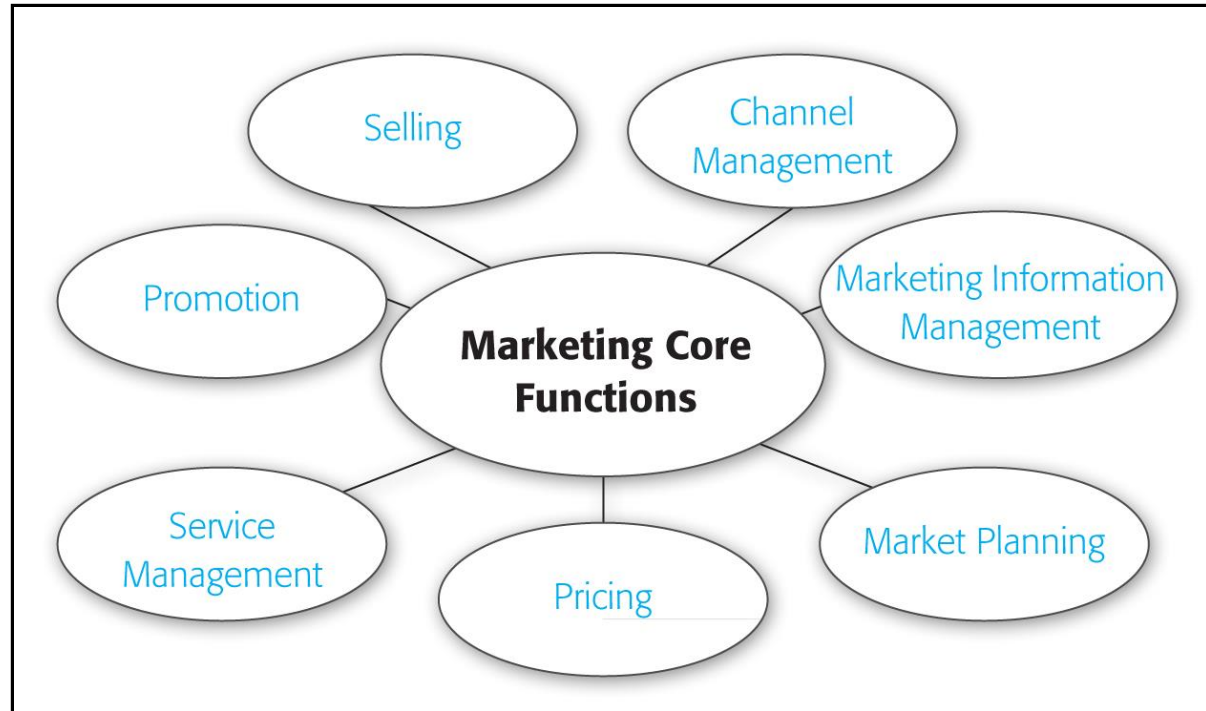 Selling
Channel
Management
Promotion
Marketing Information
Management
Marketing Core
Functions
Service
Management
Pricing
Market Planning